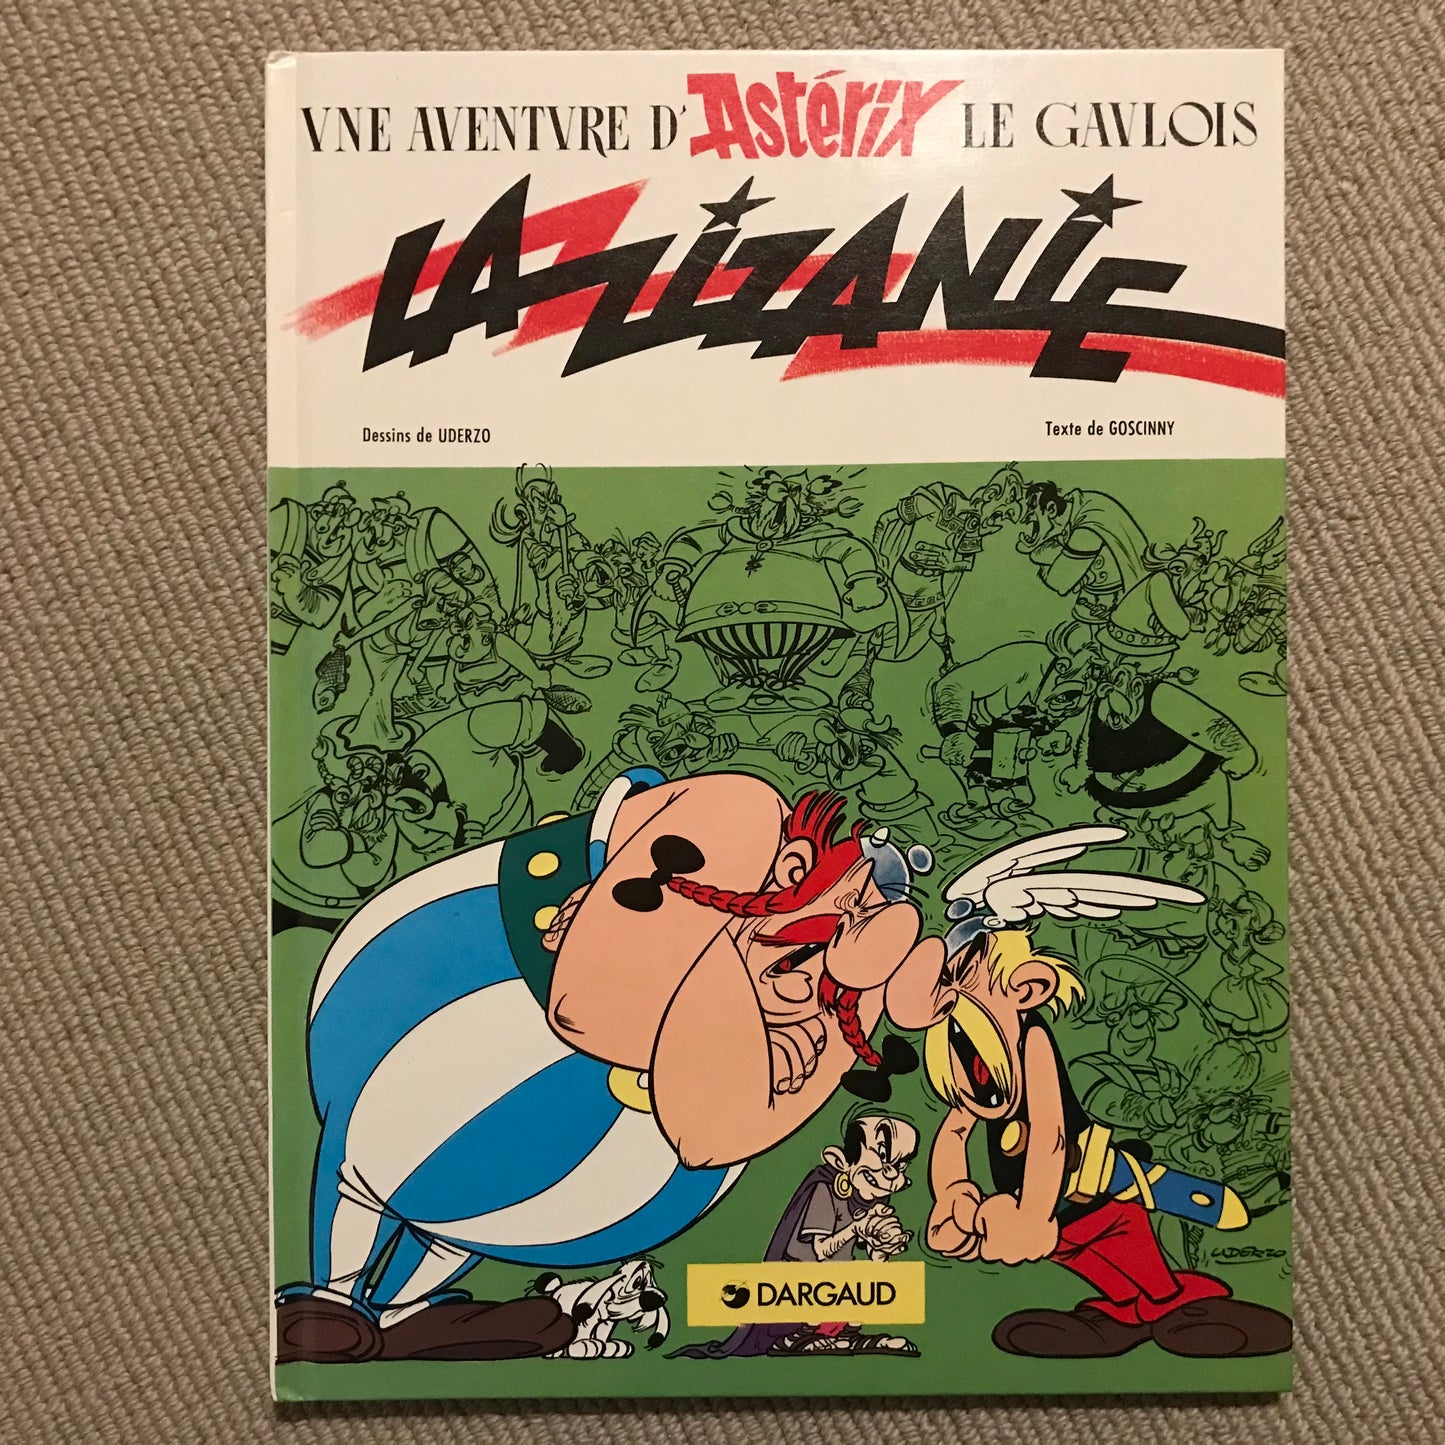 VNE AVENTVRE D'Astérix LE GAVLOIS
LA ZIZANIE
Dessins de UDERZO
Texte de GOSCINNY
UDERZO
DARGAUD